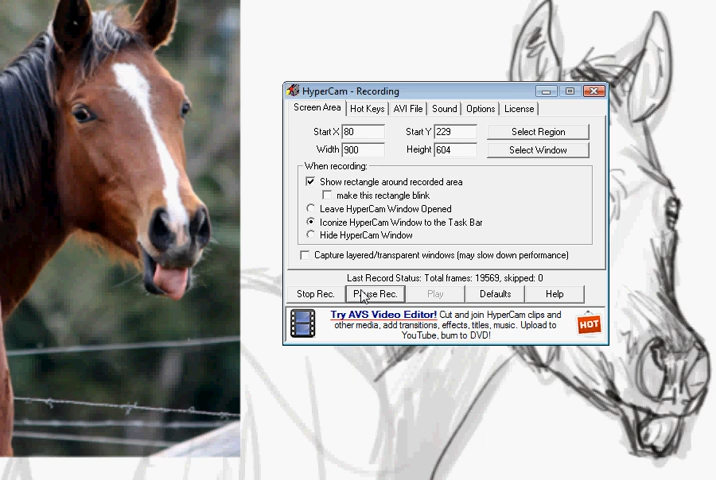 HyperCam - Recording
Screen Area Hot Keys AVI File Sound Options License
Start X 80 Start Y 229 Select Region
Width 900 Height 604 Select Window
When recording:
Show rectangle around recorded area
make this rectangle blink
Leave HyperCam Window Opened
Iconize HyperCam Window to the Task Bar
Hide HyperCam Window
Capture layered/transparent windows (may slow down performance)
Last Record Status: Total frames: 19569, skipped: 0
Stop Rec. Pause Rec. Play Defaults Help
Try AVS Video Editor! Cut and join HyperCam clips and
other media, add transitions, effects, titles, music. Upload to
YouTube, burn to DVD!
HOT